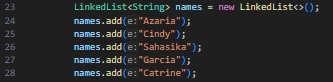 23 LinkedList<String> names = new LinkedList<>();
24 names.add(e:"Azaria");
25 names.add(e:"Cindy");
26 names.add(e:"Sahasika");
27 names.add(e:"Garcia");
28 names.add(e:"Catrine");